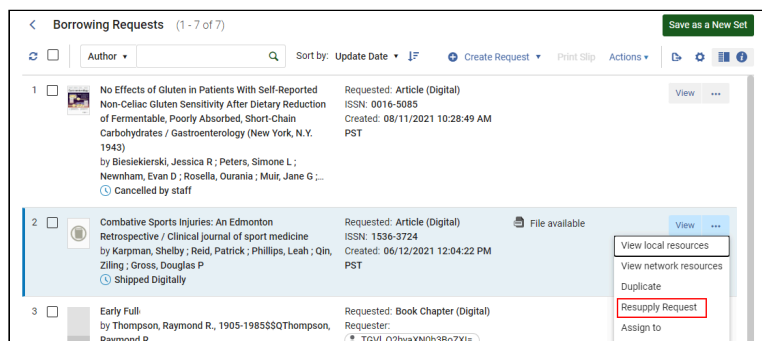 Borrowing Requests (1 - 7 of 7)
Save as a New Set
Author
Sort by: Update Date
Create Request
Print Slip
Actions
1
No Effects of Gluten in Patients With Self-Reported
Non-Celiac Gluten Sensitivity After Dietary Reduction
of Fermentable, Poorly Absorbed, Short-Chain
Carbohydrates / Gastroenterology (New York, N.Y.
1943)
by Biesiekierski, Jessica R ; Peters, Simone L ;
Newnham, Evan D ; Rosella, Ourania ; Muir, Jane G ;...
Cancelled by staff
Requested: Article (Digital)
ISSN: 0016-5085
Created: 08/11/2021 10:28:49 AM
PST
View
2
Combative Sports Injuries: An Edmonton
Retrospective / Clinical journal of sport medicine
by Karpman, Shelby ; Reid, Patrick ; Phillips, Leah ; Qin,
Ziling ; Gross, Douglas P
Shipped Digitally
Requested: Article (Digital)
ISSN: 1536-3724
Created: 06/12/2021 12:04:22 PM
PST
File available
View
View local resources
View network resources
Duplicate
Resupply Request
Assign to
3
Early Full
by Thompson, Raymond R., 1905-1985$$QThompson,
Raymond R
Requested: Book Chapter (Digital)
Requester: